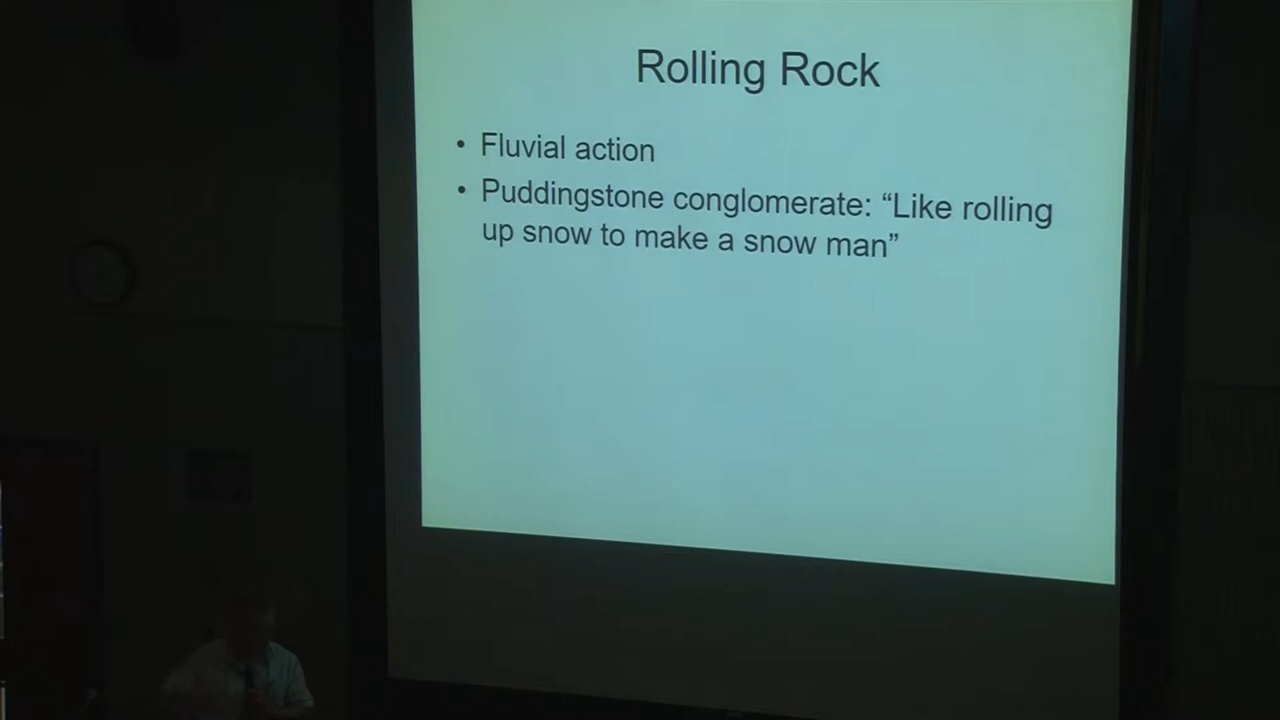 Rolling Rock
• Fluvial action
• Puddingstone conglomerate: “Like rolling
up snow to make a snow man”